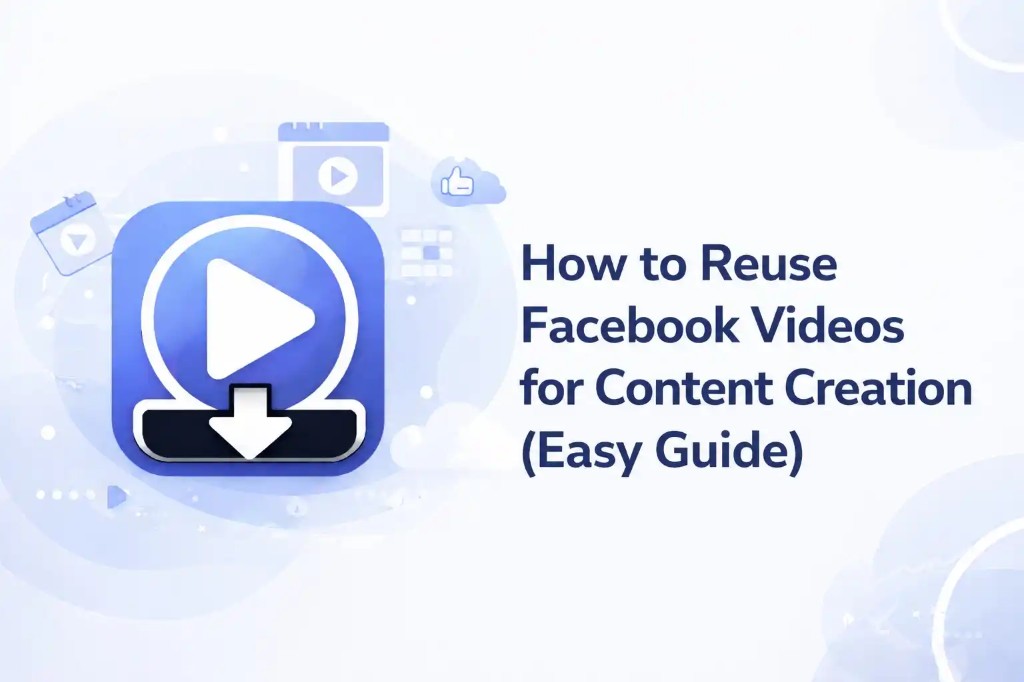 How to Reuse
Facebook Videos
for Content Creation
(Easy Guide)